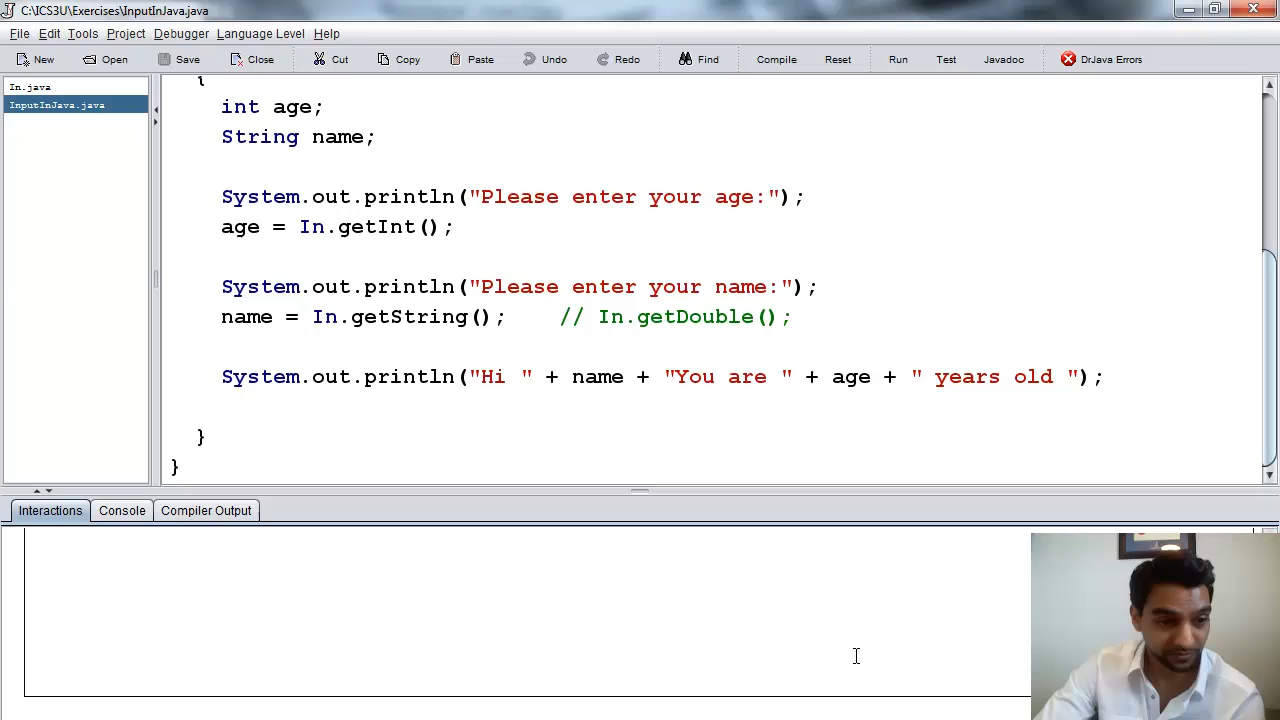 C:\ICS3U\Exercises\InputInJava.java
File Edit Tools Project Debugger Language Level Help
New Open Save Close Cut Copy Paste Undo Redo Find Compile Reset Run Test Javadoc DrJava Errors
In.java
InputInJava.java
{
int age;
String name;
System.out.println("Please enter your age:");
age = In.getInt();
System.out.println("Please enter your name:");
name = In.getString(); // In.getDouble();
System.out.println("Hi " + name + "You are " + age + " years old ");
}
}
Interactions Console Compiler Output